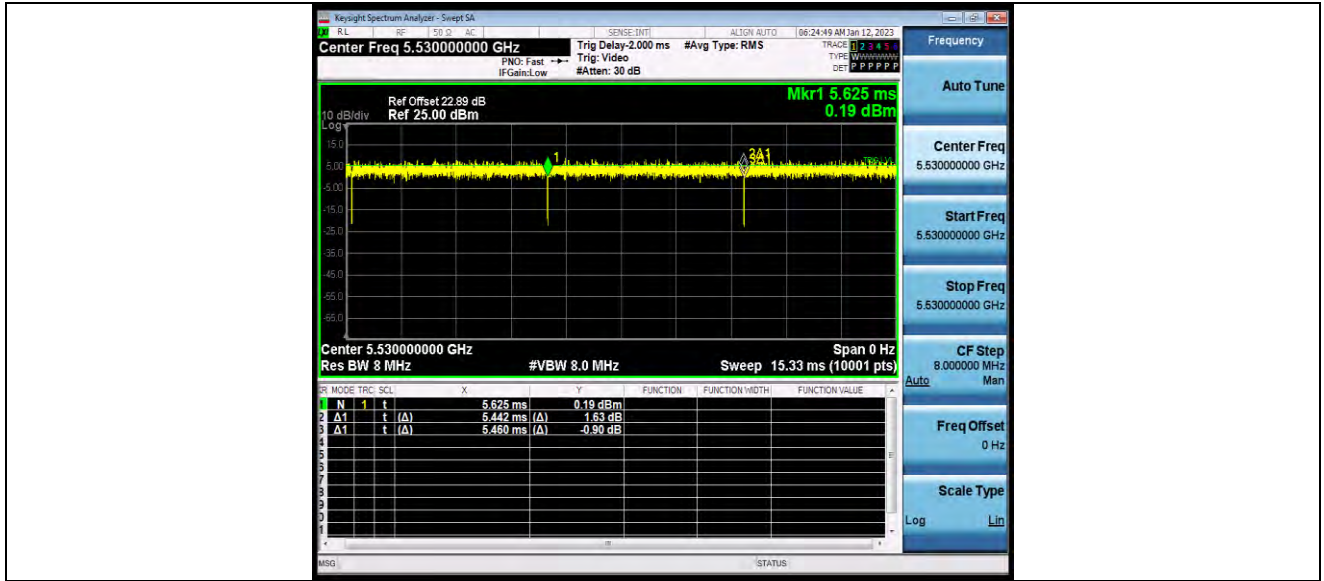 Keysight Spectrum Analyzer - Swept SA
RL RF 50 Ω AC SENSE:INT ALIGN AUTO 06:24:49 AM Jan 12, 2023
Center Freq 5.530000000 GHz
PNO: Fast
IFGain:Low
Trig Delay-2.000 ms
Trig: Video
#Atten: 30 dB
#Avg Type: RMS
TRACE 1 2 3 4 5 6
TYPE WWWWWW
DET P P P P P P
Mkr1 5.625 ms
0.19 dBm
Ref Offset 22.89 dB
10 dB/div Ref 25.00 dBm
Log
15.0
5.00
-5.00
-15.0
-25.0
-35.0
-45.0
-55.0
-65.0
1
Center 5.530000000 GHz Span 0 Hz
Res BW 8 MHz #VBW 8.0 MHz Sweep 15.33 ms (10001 pts)
MODE TRC SCL X Y FUNCTION FUNCTION WIDTH FUNCTION VALUE
1 N 1 t 5.625 ms 0.19 dBm
2 Δ1 t (Δ) 5.442 ms (Δ) 1.63 dB
3 Δ1 t (Δ) 5.460 ms (Δ) -0.90 dB
4
5
6
7
8
9
MSG STATUS
Frequency
Auto Tune
Center Freq
5.530000000 GHz
Start Freq
5.530000000 GHz
Stop Freq
5.530000000 GHz
CF Step
8.000000 MHz
Auto Man
Freq Offset
0 Hz
Scale Type
Log Lin